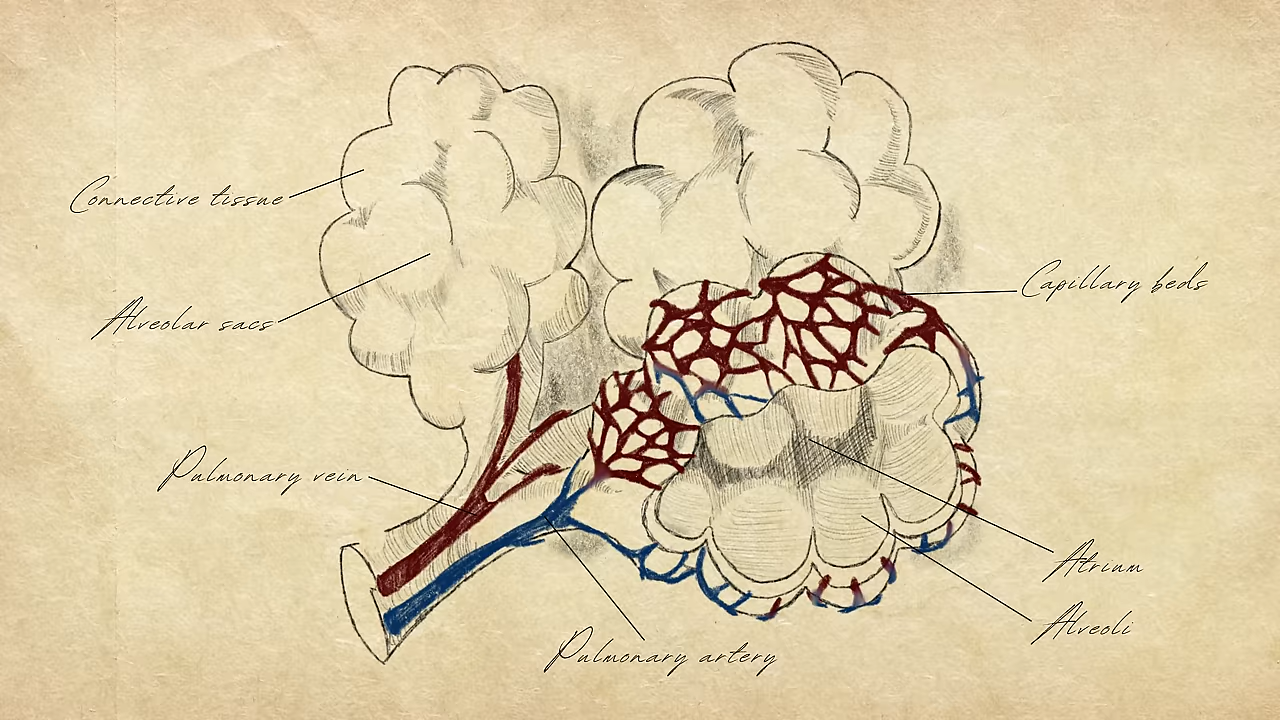 Connective tissue
Alveolar sacs
Capillary beds
Pulmonary vein
Atrium
Alveoli
Pulmonary artery